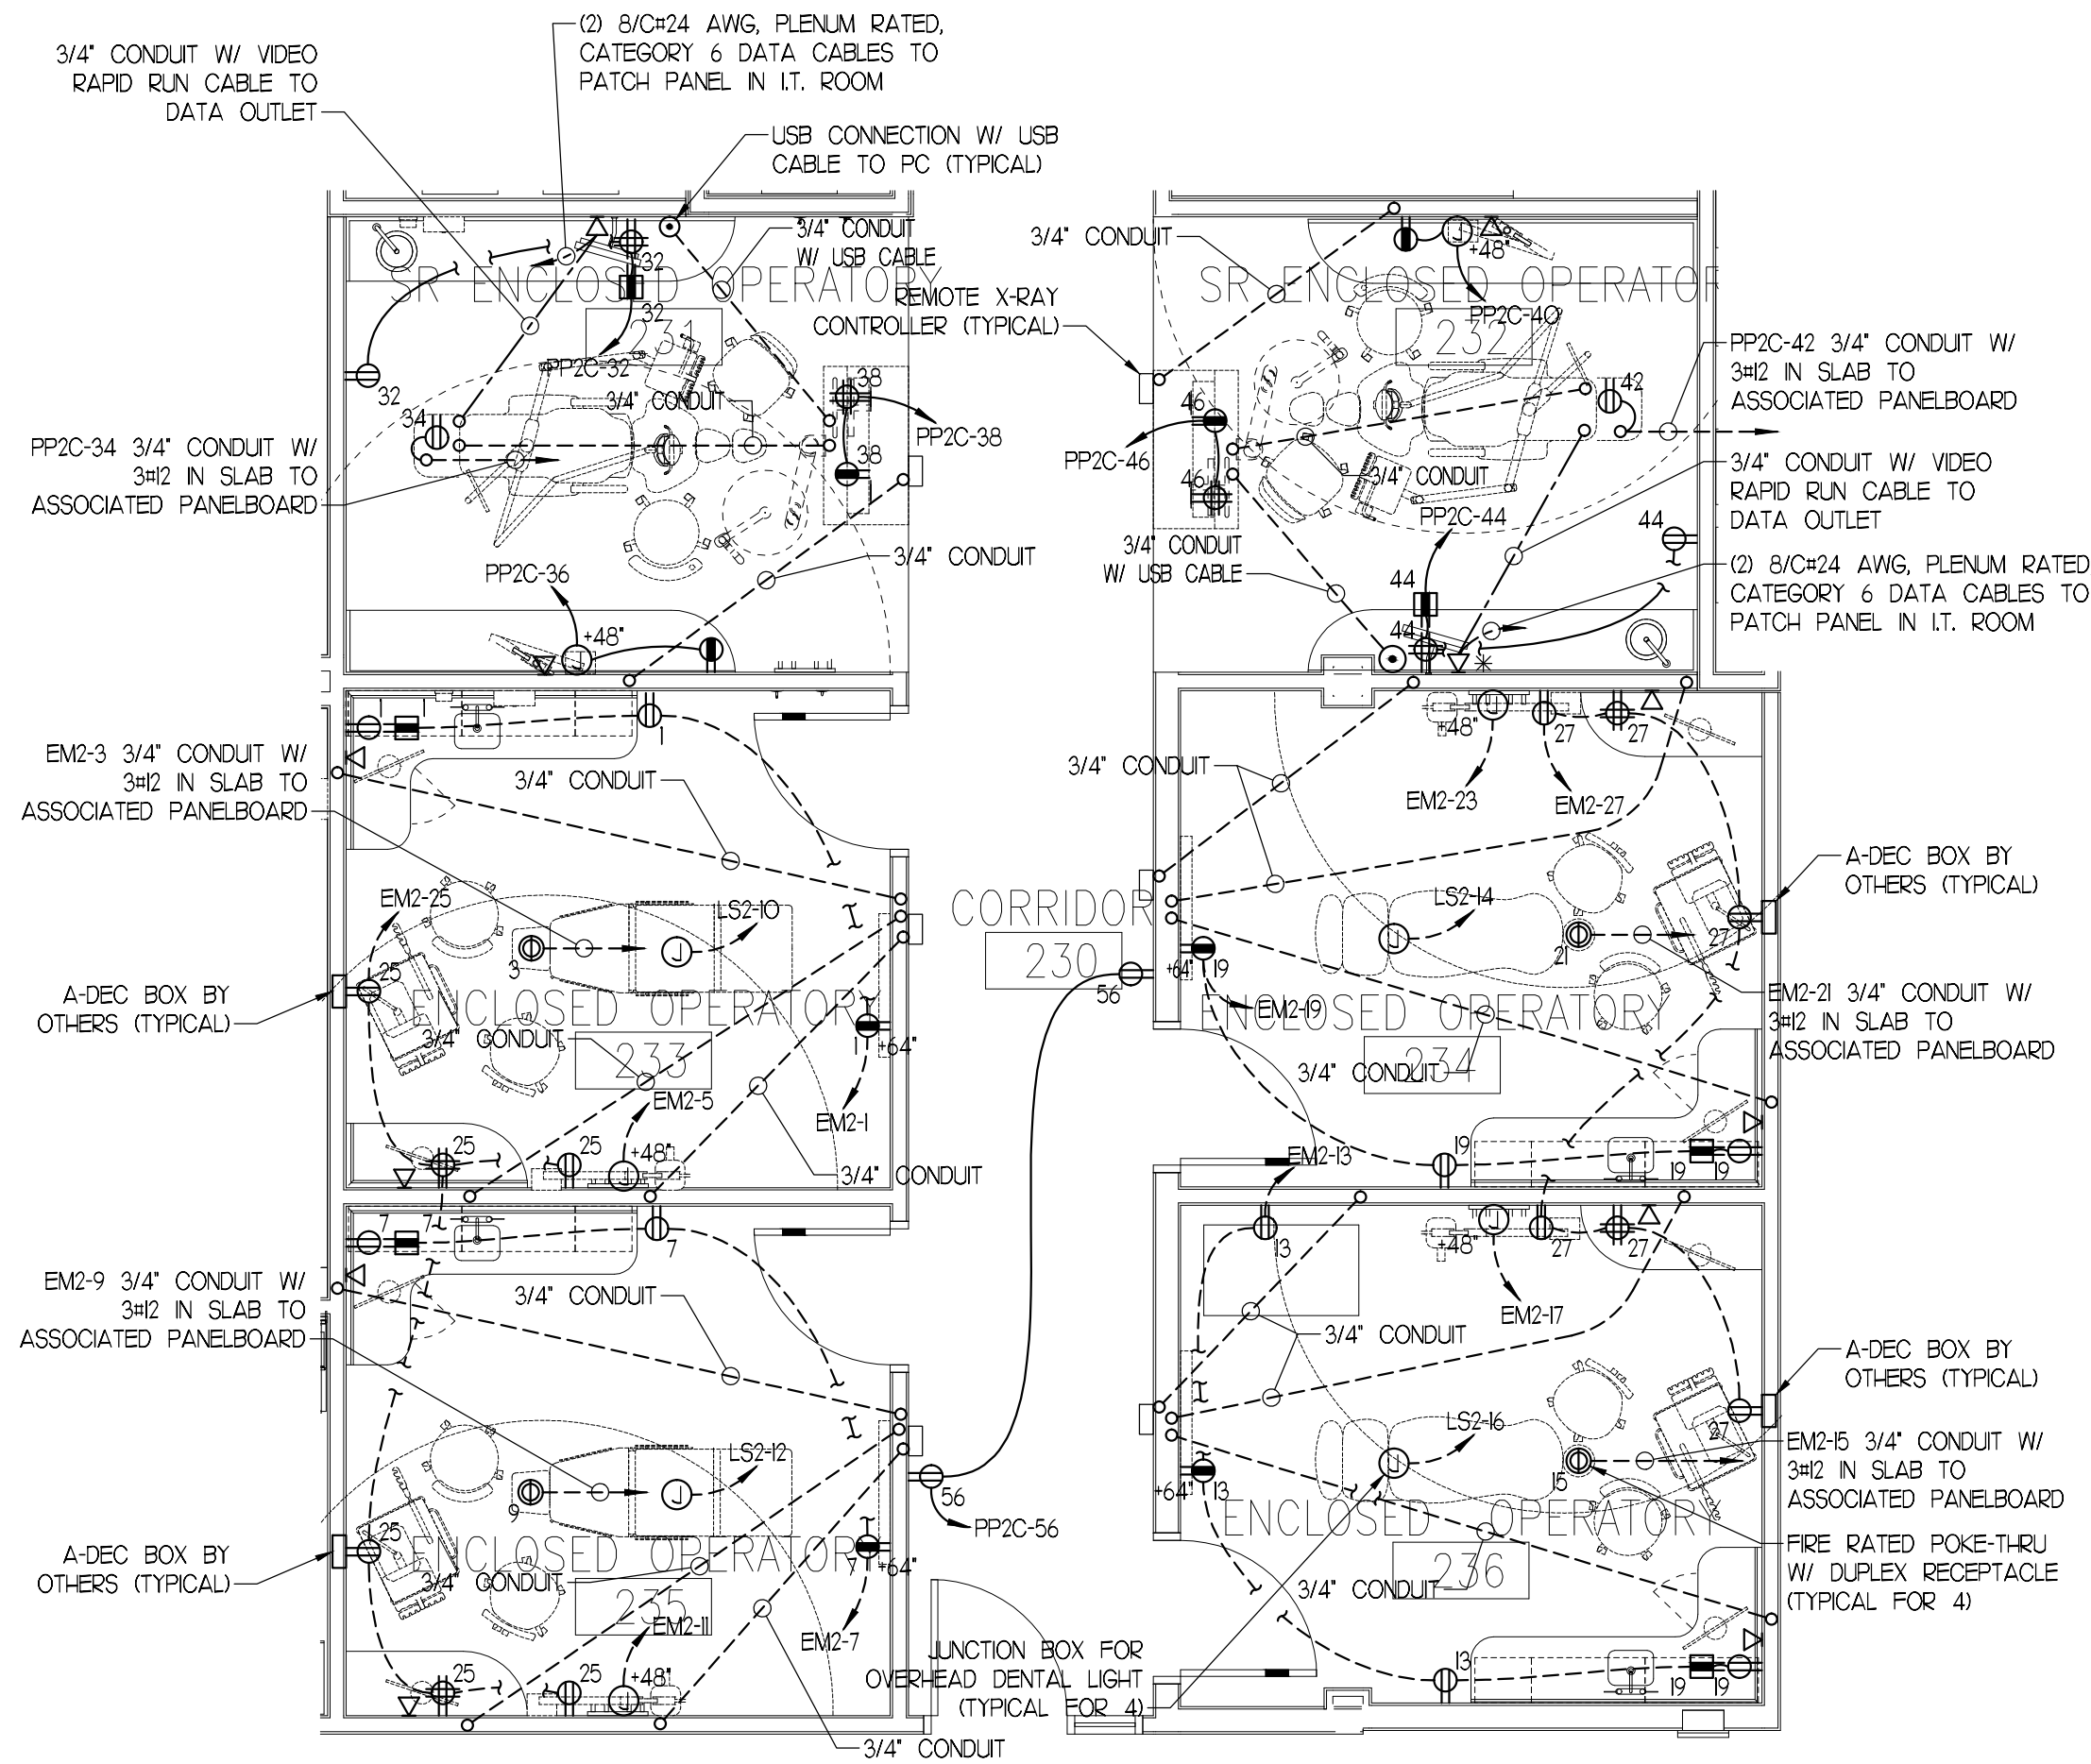 (2) 8/C#24 AWG, PLENUM RATED,
CATEGORY 6 DATA CABLES TO
PATCH PANEL IN I.T. ROOM
3/4" CONDUIT W/ VIDEO
RAPID RUN CABLE TO
DATA OUTLET
USB CONNECTION W/ USB
CABLE TO PC (TYPICAL)
3/4" CONDUIT
W/ USB CABLE
32
SR ENCLOSED OPERATORY
231
32
PP2C-32
32
34
3/4" CONDUIT
38
38
PP2C-38
PP2C-34 3/4" CONDUIT W/
3#12 IN SLAB TO
ASSOCIATED PANELBOARD
3/4" CONDUIT
PP2C-36
+48"
3/4" CONDUIT
+48"
SR ENCLOSED OPERATOR
232
PP2C-40
REMOTE X-RAY
CONTROLLER (TYPICAL)
PP2C-42 3/4" CONDUIT W/
3#12 IN SLAB TO
ASSOCIATED PANELBOARD
42
46
PP2C-46
46
3/4" CONDUIT
PP2C-44
3/4" CONDUIT W/ VIDEO
RAPID RUN CABLE TO
DATA OUTLET
44
3/4" CONDUIT
W/ USB CABLE
44
44
(2) 8/C#24 AWG, PLENUM RATED
CATEGORY 6 DATA CABLES TO
PATCH PANEL IN I.T. ROOM
1
1
1
EM2-3 3/4" CONDUIT W/
3#12 IN SLAB TO
ASSOCIATED PANELBOARD
3/4" CONDUIT
EM2-25
LS2-10
3
25
A-DEC BOX BY
OTHERS (TYPICAL)
ENCLOSED OPERATORY
233
3/4" CONDUIT
1
+64"
EM2-1
EM2-5
25
25
+48"
3/4" CONDUIT
CORRIDOR
230
56
3/4" CONDUIT
+48"
27
27
EM2-23
EM2-27
A-DEC BOX BY
OTHERS (TYPICAL)
LS2-14
21
27
+64"
19
EM2-19
ENCLOSED OPERATORY
234
3/4" CONDUIT
EM2-21 3/4" CONDUIT W/
3#12 IN SLAB TO
ASSOCIATED PANELBOARD
19
19
19
EM2-13
7
7
7
EM2-9 3/4" CONDUIT W/
3#12 IN SLAB TO
ASSOCIATED PANELBOARD
3/4" CONDUIT
LS2-12
9
25
A-DEC BOX BY
OTHERS (TYPICAL)
ENCLOSED OPERATORY
235
3/4" CONDUIT
7
+64"
EM2-7
EM2-11
25
25
+48"
3/4" CONDUIT
56
PP2C-56
13
+48"
27
27
EM2-17
3/4" CONDUIT
A-DEC BOX BY
OTHERS (TYPICAL)
LS2-16
15
27
EM2-15 3/4" CONDUIT W/
3#12 IN SLAB TO
ASSOCIATED PANELBOARD
+64"
13
ENCLOSED OPERATORY
236
3/4" CONDUIT
FIRE RATED POKE-THRU
W/ DUPLEX RECEPTACLE
(TYPICAL FOR 4)
JUNCTION BOX FOR
OVERHEAD DENTAL LIGHT
(TYPICAL FOR 4)
13
19
19